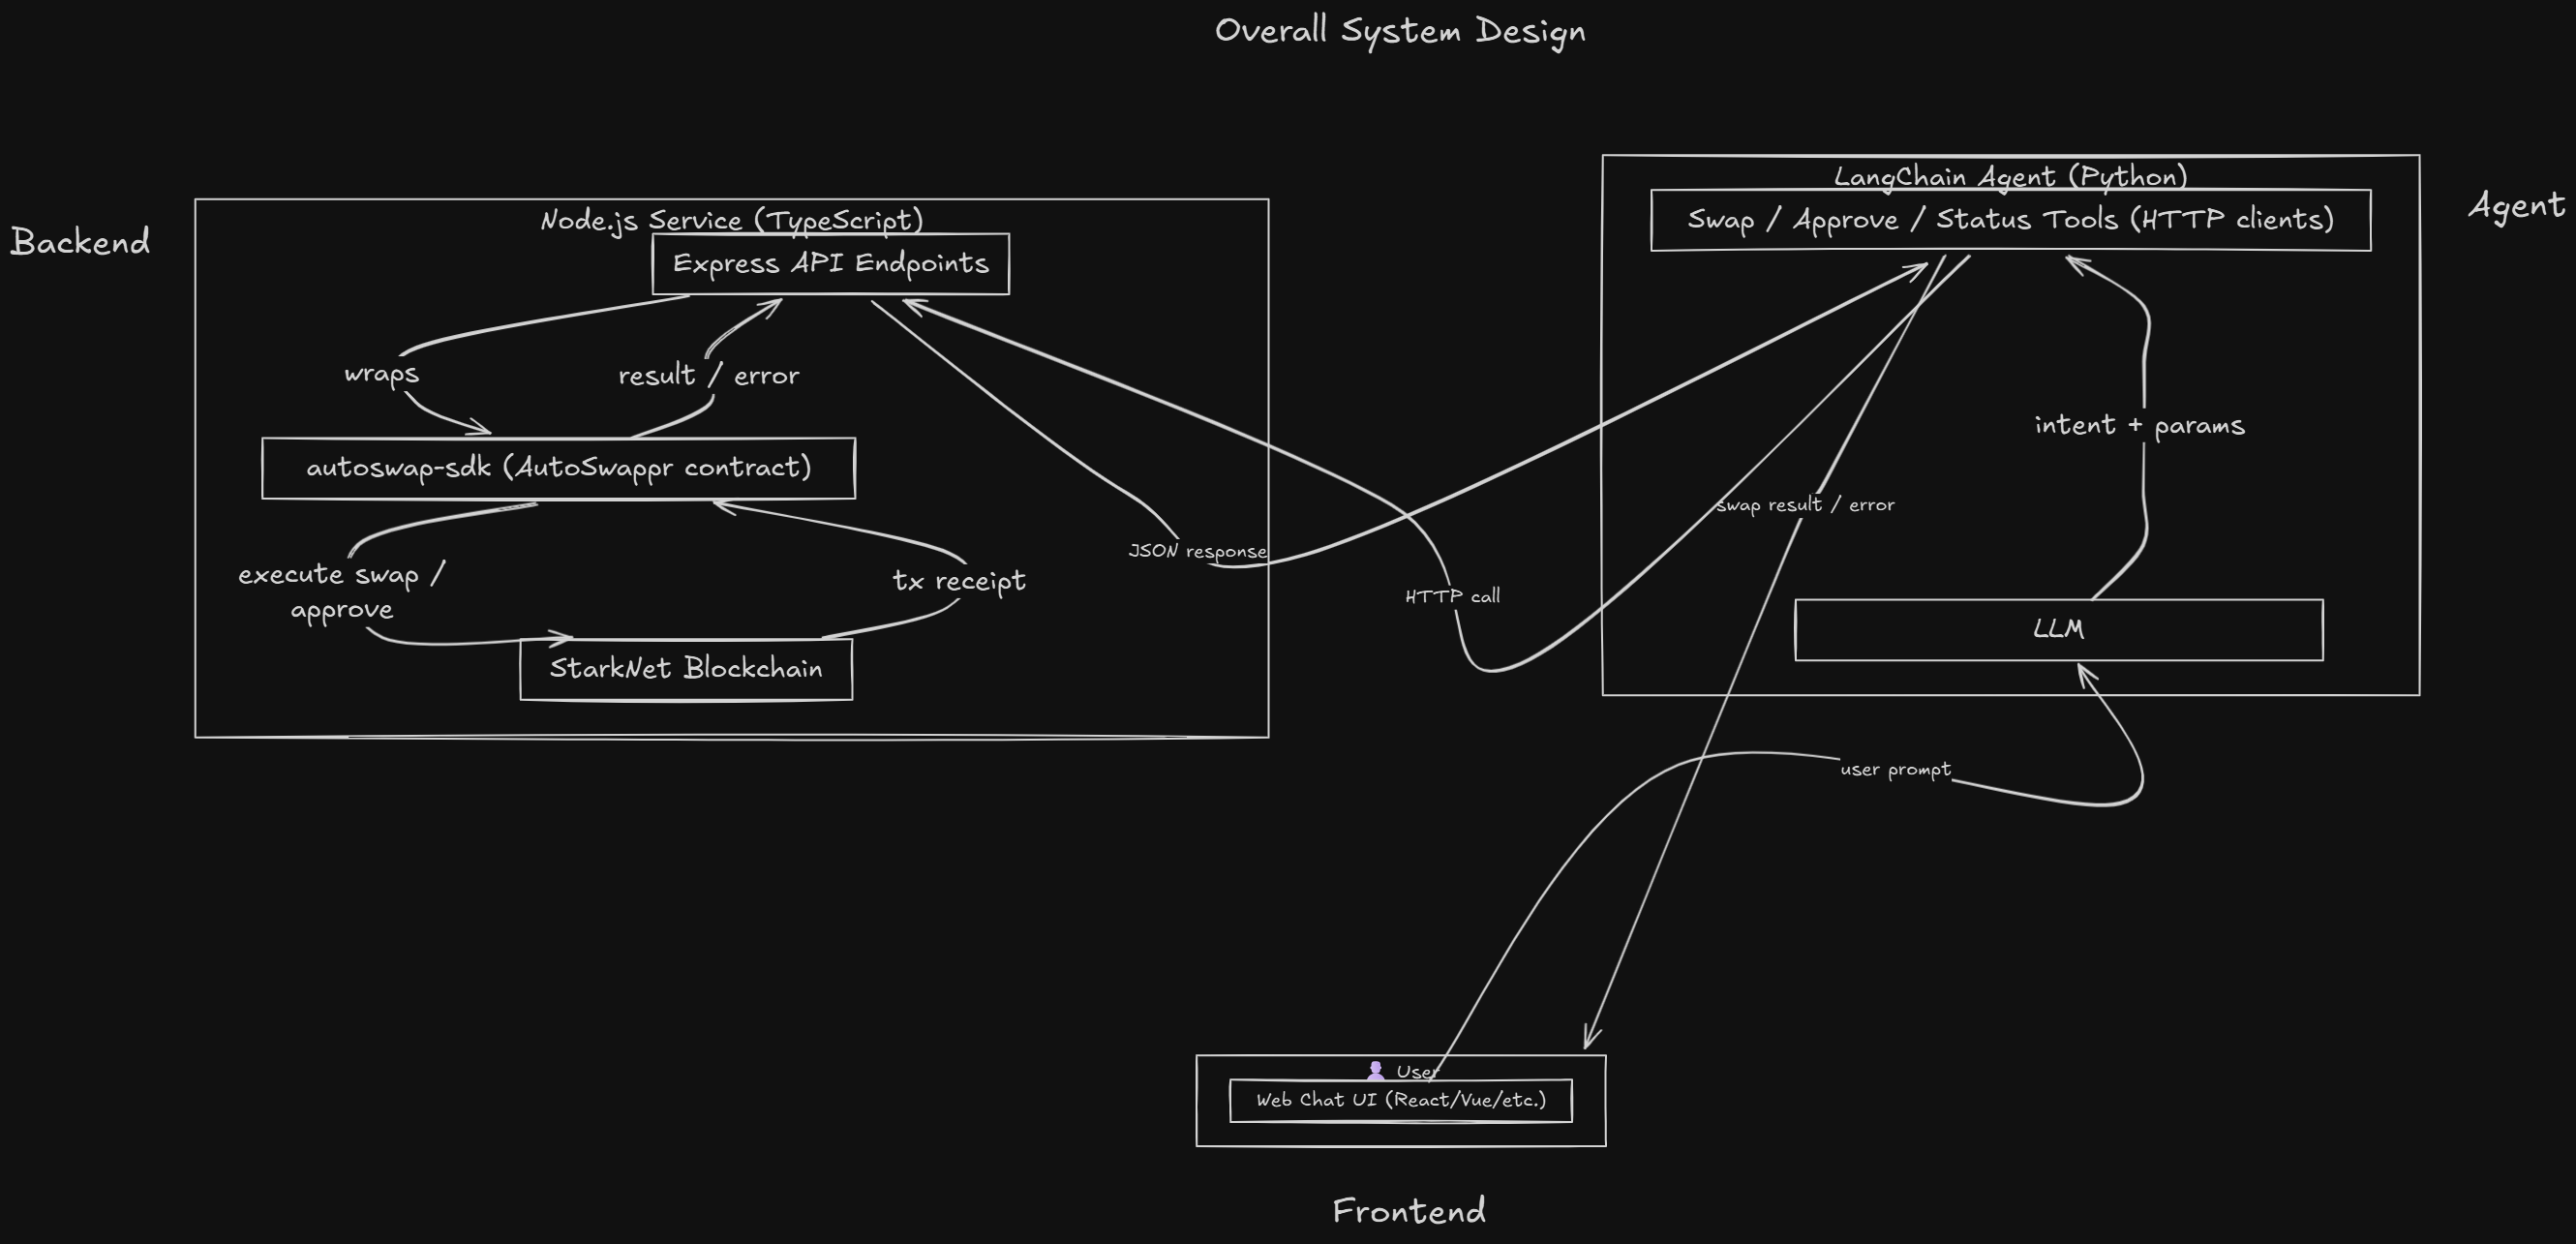 Overall System Design
Backend
Node.js Service (TypeScript)
Express API Endpoints
wraps
result / error
autoswap-sdk (AutoSwappr contract)
execute swap /
approve
tx receipt
StarkNet Blockchain
JSON response
HTTP call
Agent
LangChain Agent (Python)
Swap / Approve / Status Tools (HTTP clients)
intent + params
swap result / error
LLM
user prompt
User
Web Chat UI (React/Vue/etc.)
Frontend